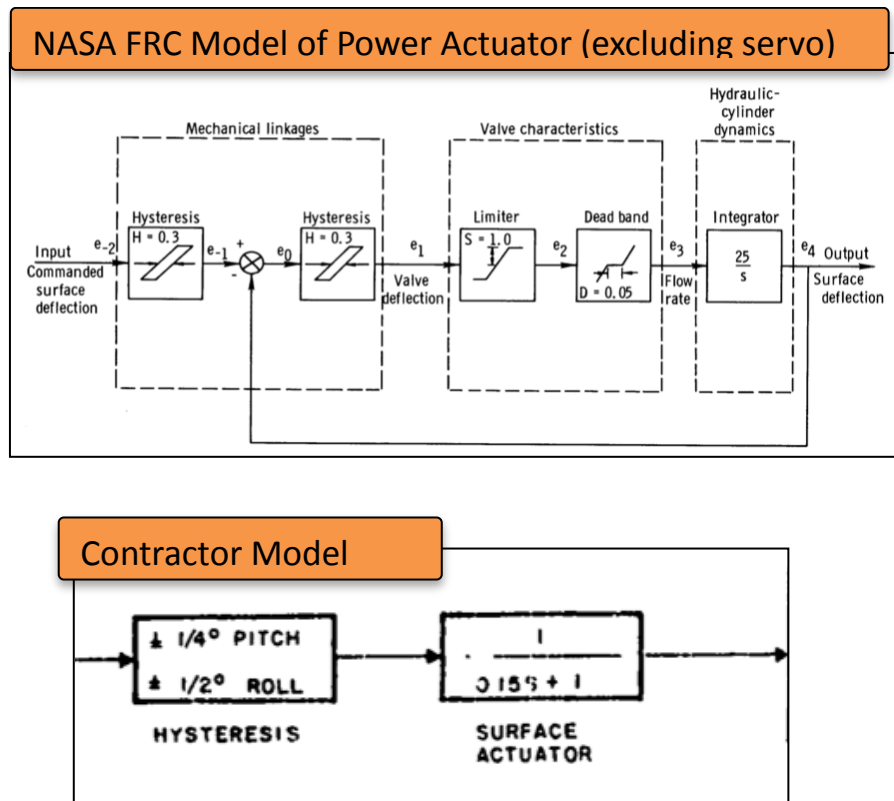 NASA FRC Model of Power Actuator (excluding servo)
Mechanical linkages
Valve characteristics
Hydraulic-
cylinder
dynamics
Hysteresis
H = 0.3
Hysteresis
H = 0.3
Limiter
S = 1.0
Dead band
D = 0.05
Integrator
25
s
Input
Commanded
surface
deflection
e-2
e-1
+
-
e0
e1
Valve
deflection
e2
e3
Flow
rate
e4
Output
Surface
deflection
Contractor Model
± 1/4° PITCH
± 1/2° ROLL
HYSTERESIS
1
015S + 1
SURFACE
ACTUATOR